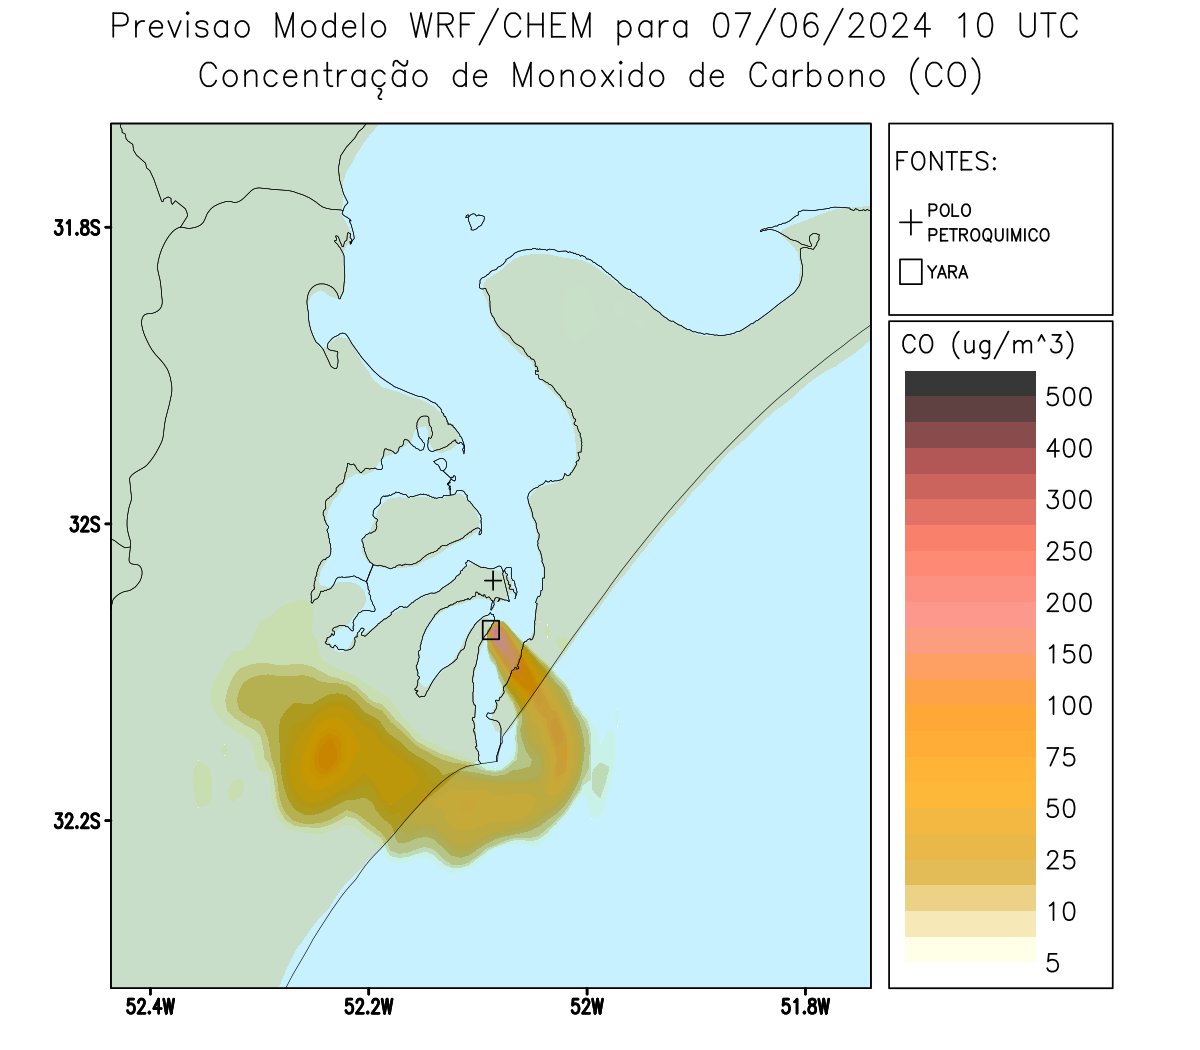 Previsao Modelo WRF/CHEM para 07/06/2024 10 UTC
Concentração de Monoxido de Carbono (CO)
FONTES:
POLO
PETROQUIMICO
YARA
CO (ug/m^3)
500
400
300
250
200
150
100
75
50
25
10
5
31.8S
32S
32.2S
52.4W
52.2W
52W
51.8W